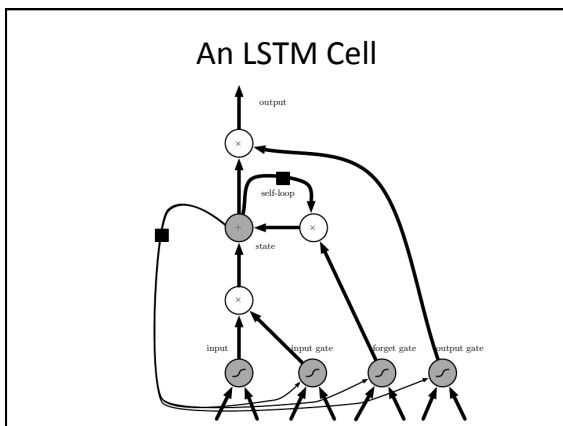 An LSTM Cell
output
×
self-loop
+
×
state
×
input
input gate
forget gate
output gate